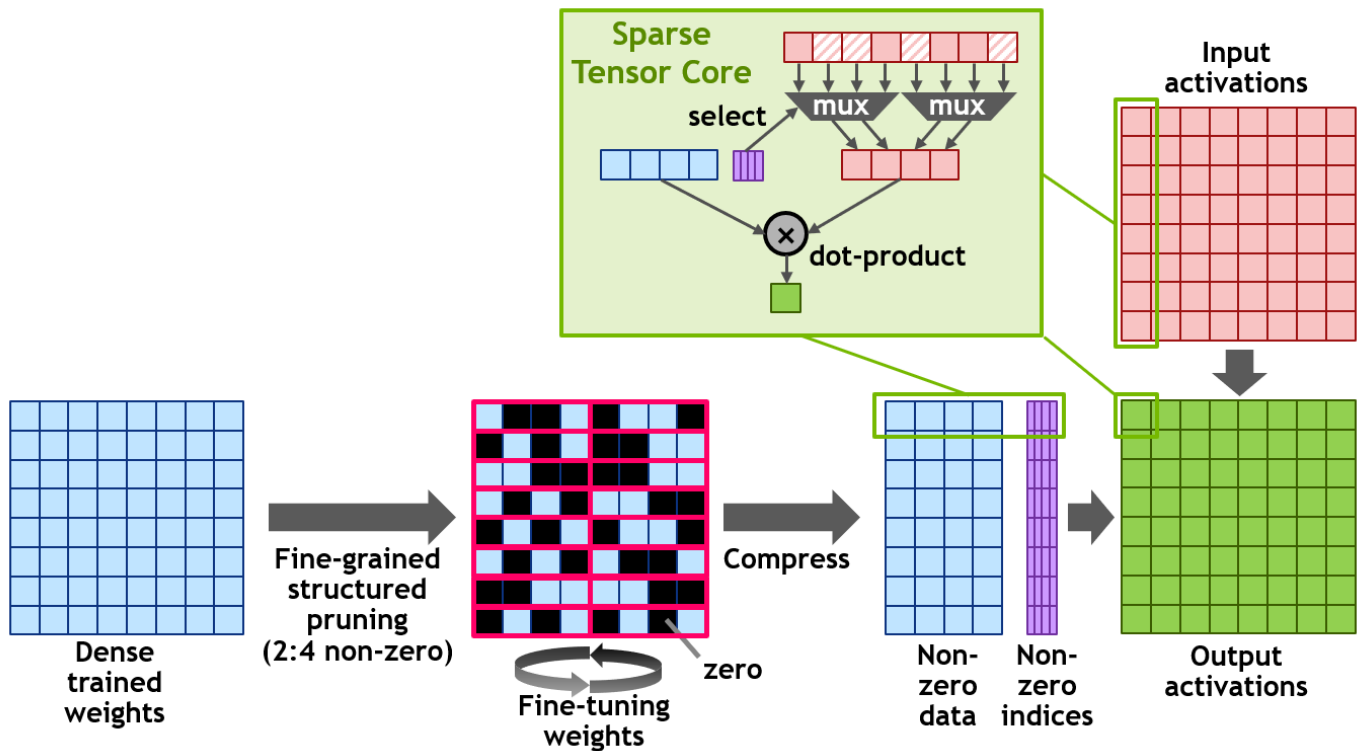 Sparse
Tensor Core
select
mux
mux
×
dot-product
Input
activations
Dense
trained
weights
Fine-grained
structured
pruning
(2:4 non-zero)
zero
Fine-tuning
weights
Compress
Non-
zero
data
Non-
zero
indices
Output
activations